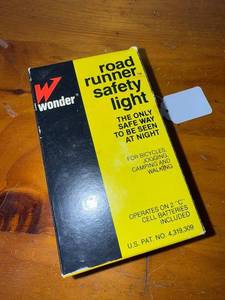 Wonder®
road
runner™
safety
light
THE ONLY
SAFE WAY
TO BE SEEN
AT NIGHT
FOR BICYCLES,
JOGGING,
CAMPING AND
WALKING
OPERATES ON 2 "C"
CELL BATTERIES
INCLUDED
U.S. PAT. NO. 4,319,309